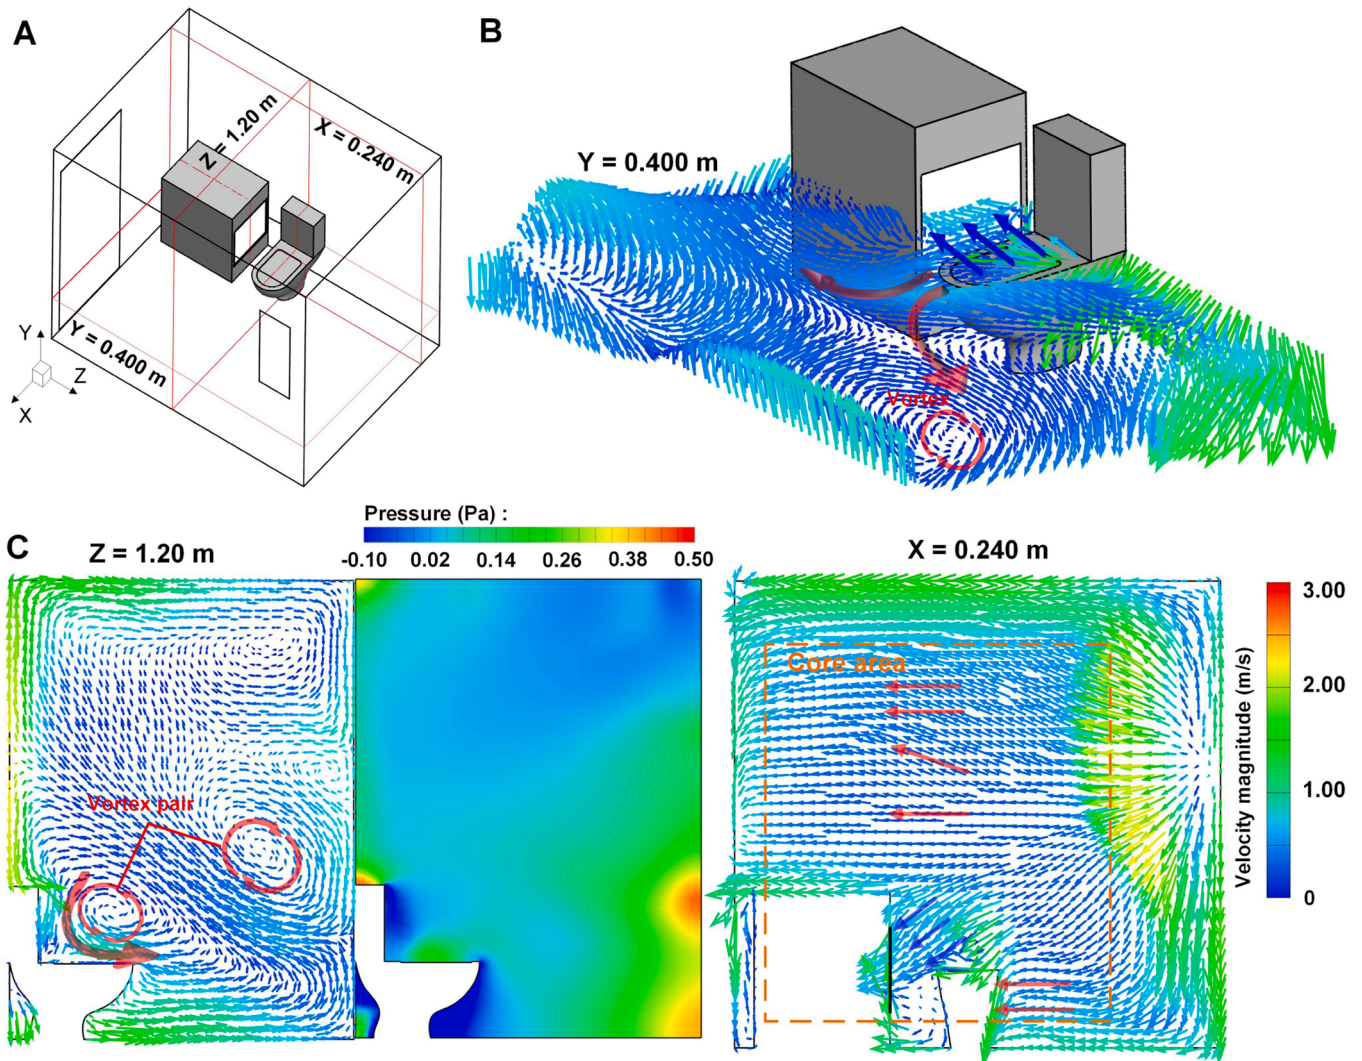 A
Z = 1.20 m
X = 0.240 m
Y = 0.400 m
Y
Z
X
B
Y = 0.400 m
Vortex
C
Pressure (Pa) :
-0.10 0.02 0.14 0.26 0.38 0.50
Z = 1.20 m
Vortex pair
X = 0.240 m
Core area
Velocity magnitude (m/s)
3.00
2.00
1.00
0